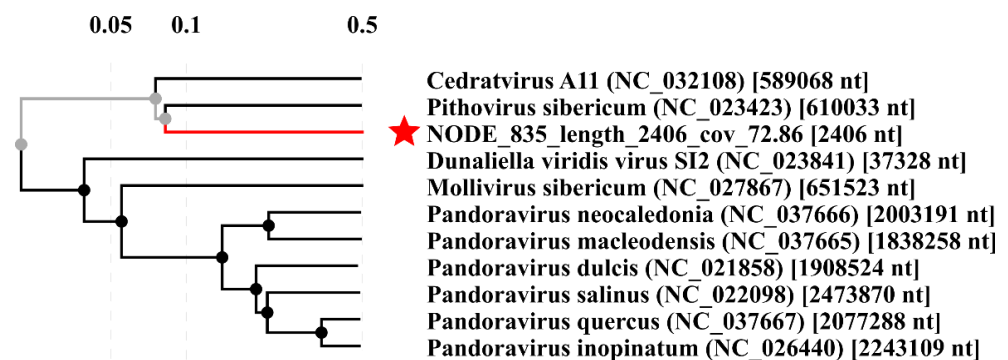 0.05 0.1 0.5
Cedratvirus A11 (NC_032108) [589068 nt]
Pithovirus sibericum (NC_023423) [610033 nt]
NODE_835_length_2406_cov_72.86 [2406 nt]
Dunaliella viridis virus SI2 (NC_023841) [37328 nt]
Mollivirus sibericum (NC_027867) [651523 nt]
Pandoravirus neocaledonia (NC_037666) [2003191 nt]
Pandoravirus macleodensis (NC_037665) [1838258 nt]
Pandoravirus dulcis (NC_021858) [1908524 nt]
Pandoravirus salinus (NC_022098) [2473870 nt]
Pandoravirus quercus (NC_037667) [2077288 nt]
Pandoravirus inopinatum (NC_026440) [2243109 nt]